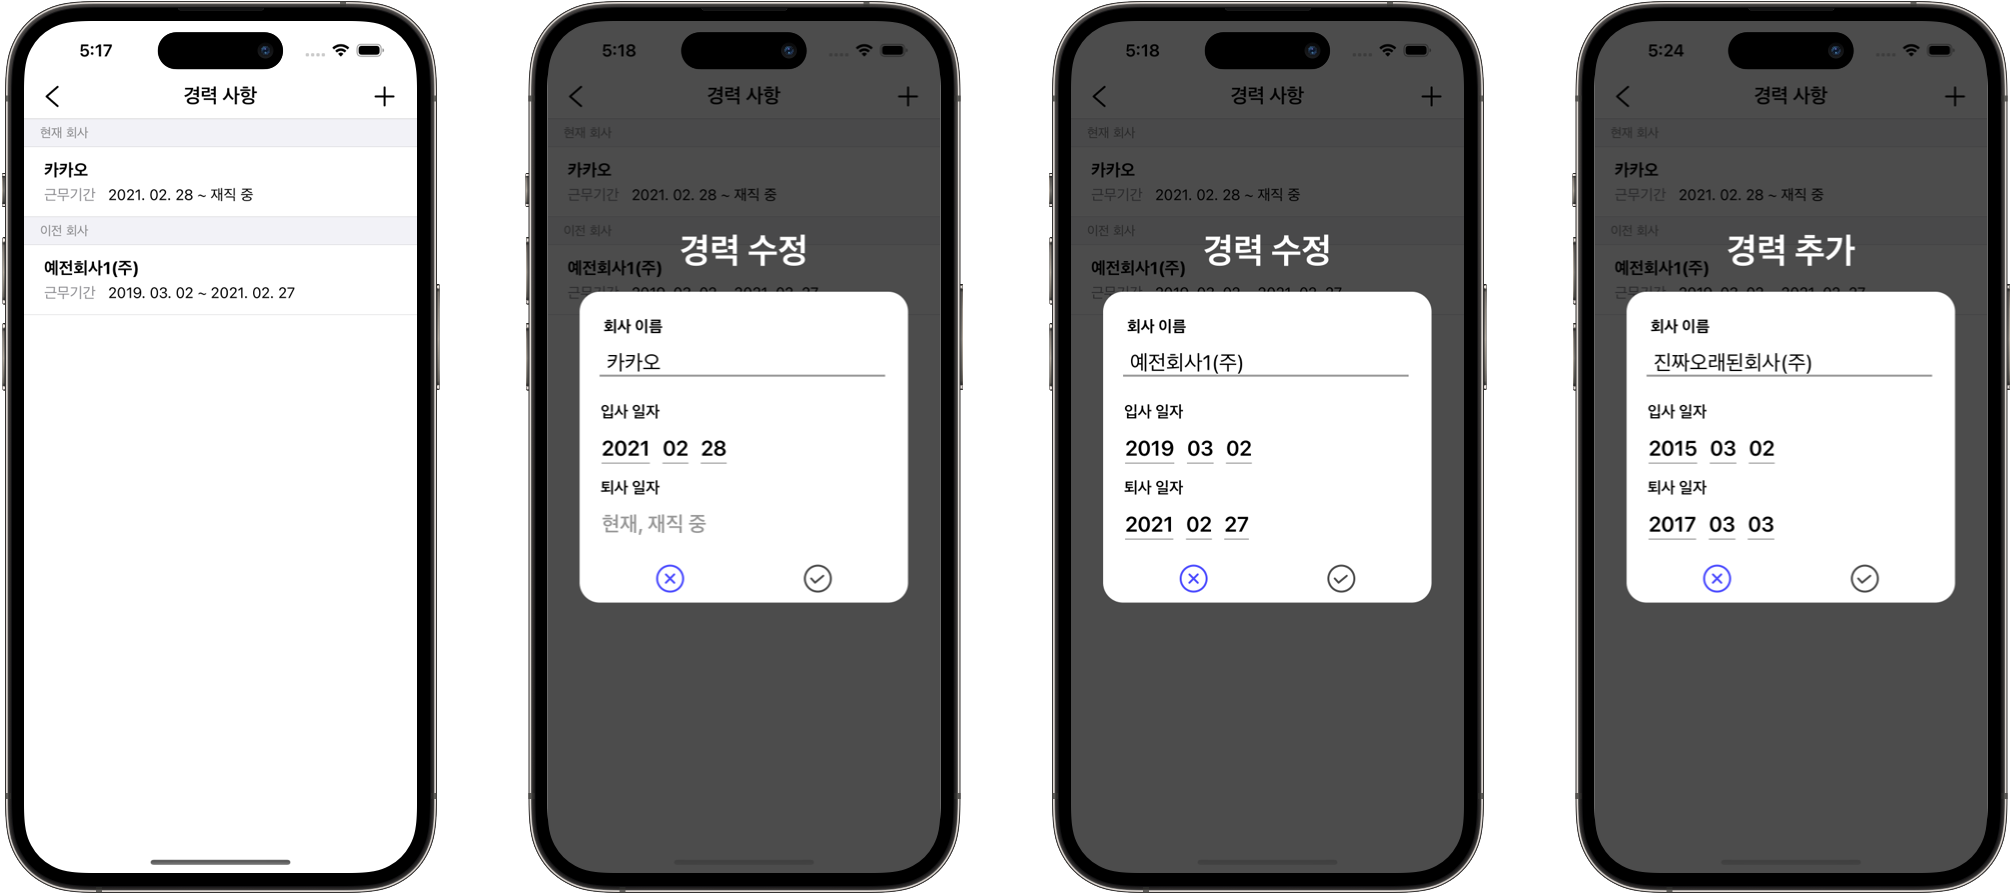 5:17
경력 사항
현재 회사
카카오
근무기간 2021. 02. 28 ~ 재직 중
이전 회사
예전회사1(주)
근무기간 2019. 03. 02 ~ 2021. 02. 27
5:18
경력 사항
현재 회사
카카오
근무기간 2021. 02. 28 ~ 재직 중
이전 회사
경력 수정
예전회사1(주)
회사 이름
카카오
입사 일자
2021 02 28
퇴사 일자
현재, 재직 중
5:18
경력 사항
현재 회사
카카오
근무기간 2021. 02. 28 ~ 재직 중
이전 회사
경력 수정
예전회사1(주)
회사 이름
예전회사1(주)
입사 일자
2019 03 02
퇴사 일자
2021 02 27
5:24
경력 사항
현재 회사
카카오
근무기간 2021. 02. 28 ~ 재직 중
이전 회사
경력 추가
예전회사1(주)
회사 이름
진짜오래된회사(주)
입사 일자
2015 03 02
퇴사 일자
2017 03 03